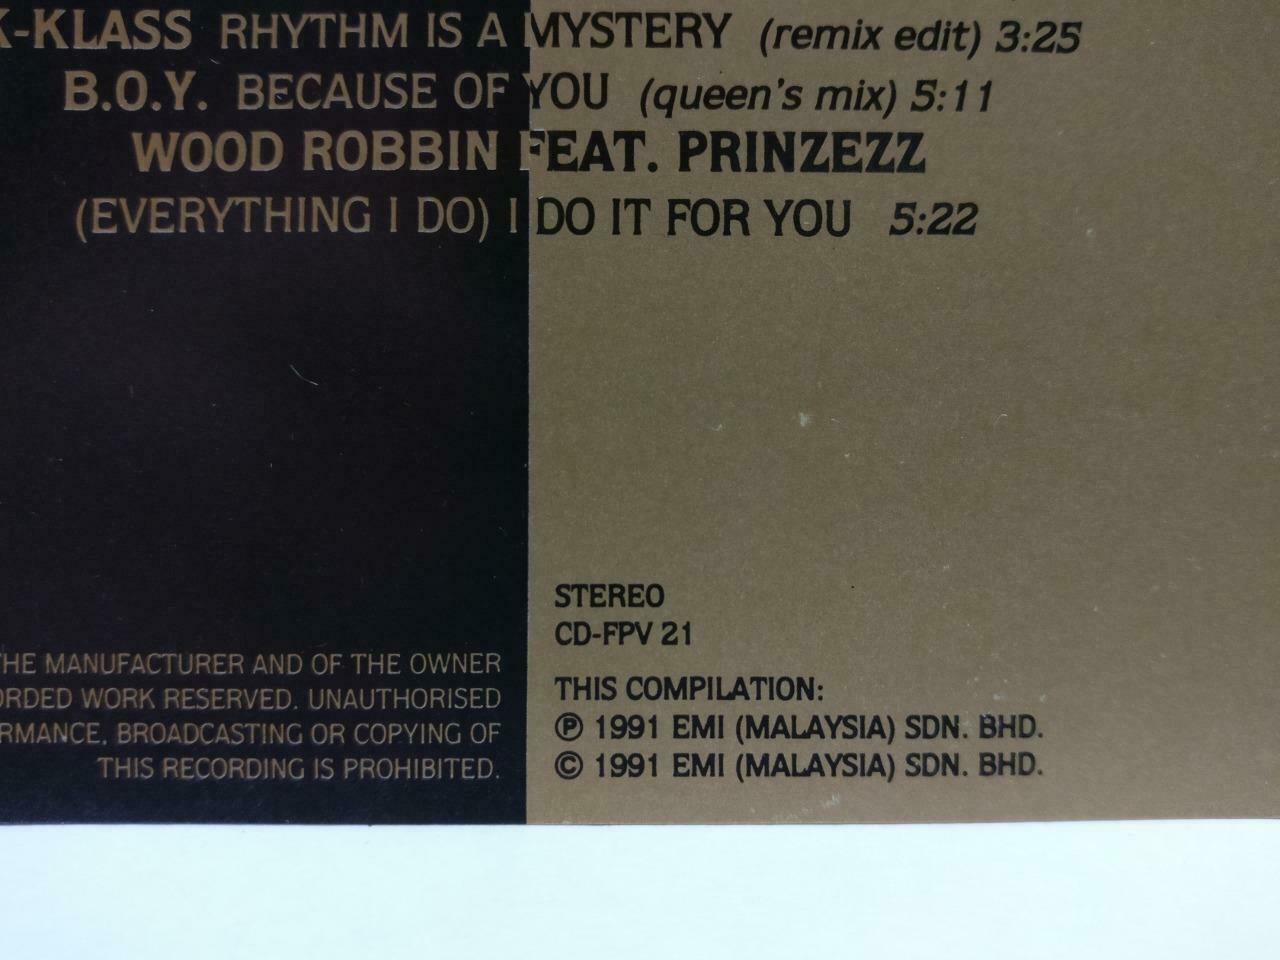 K-KLASS RHYTHM IS A MYSTERY (remix edit) 3:25
B.O.Y. BECAUSE OF YOU (queen's mix) 5:11
WOOD ROBBIN FEAT. PRINZEZZ
(EVERYTHING I DO) I DO IT FOR YOU 5:22
STEREO
CD-FPV 21
THE MANUFACTURER AND OF THE OWNER
ORDED WORK RESERVED. UNAUTHORISED
RMANCE, BROADCASTING OR COPYING OF
THIS RECORDING IS PROHIBITED.
THIS COMPILATION:
℗ 1991 EMI (MALAYSIA) SDN. BHD.
© 1991 EMI (MALAYSIA) SDN. BHD.